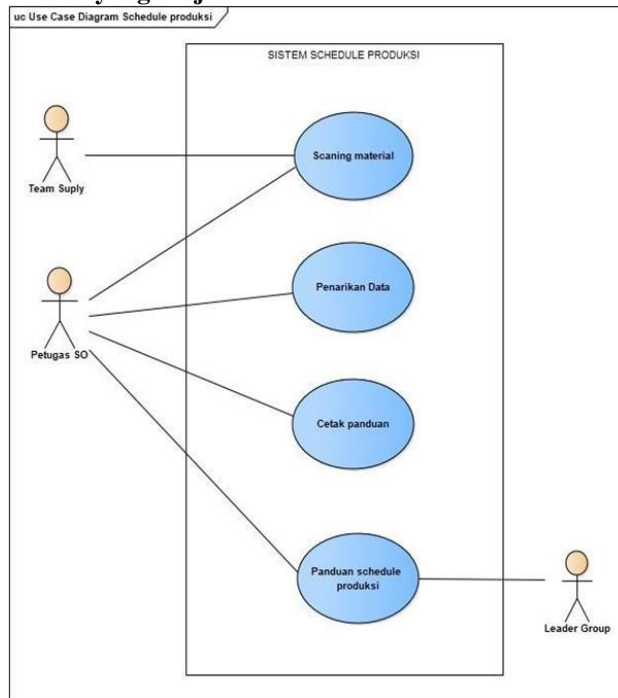 uc Use Case Diagram Schedule produksi
SISTEM SCHEDULE PRODUKSI
Scaning material
Team Suply
Penarikan Data
Petugas SO
Cetak panduan
Panduan schedule
produksi
Leader Group